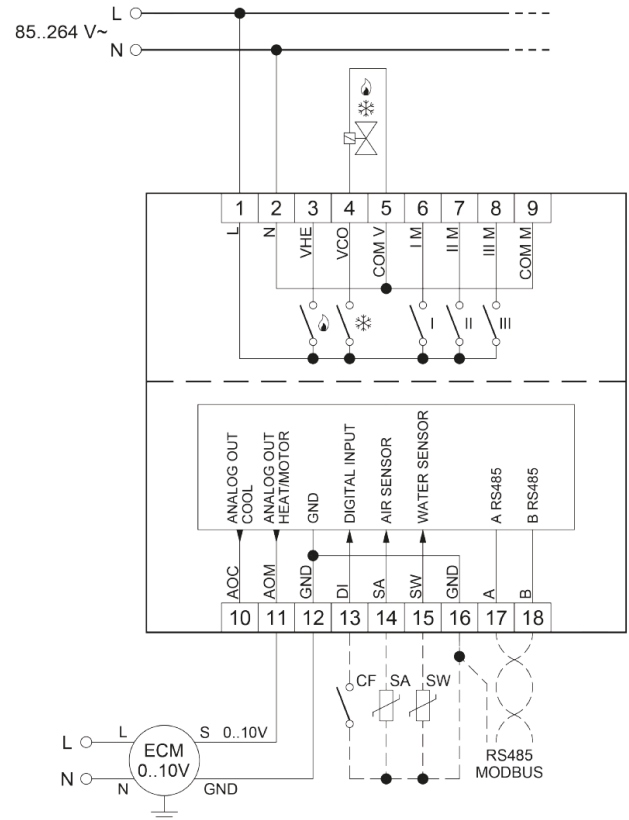 L
85..264 V~
N
1 2 3 4 5 6 7 8 9
L
N
VHE
VCO
COM V
I M
II M
III M
COM M
I II III
ANALOG OUT
COOL
ANALOG OUT
HEAT/MOTOR
GND
DIGITAL INPUT
AIR SENSOR
WATER SENSOR
A RS485
B RS485
AOC
AOM
GND
DI
SA
SW
GND
A
B
10 11 12 13 14 15 16 17 18
CF SA SW
L L S 0..10V
ECM
0..10V
N N GND
RS485
MODBUS